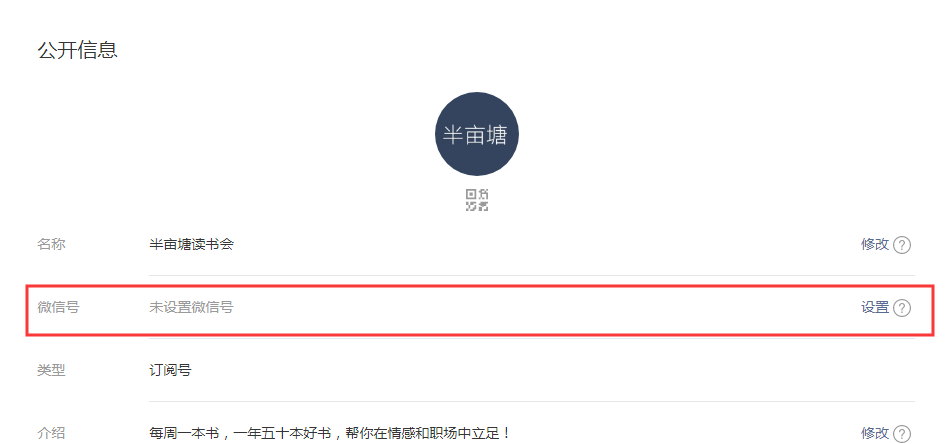 公开信息
半亩塘
名称 半亩塘读书会 修改 ?
微信号 未设置微信号 设置 ?
类型 订阅号
介绍 每周一本书，一年五十本好书，帮你在情感和职场中立足！ 修改 ?